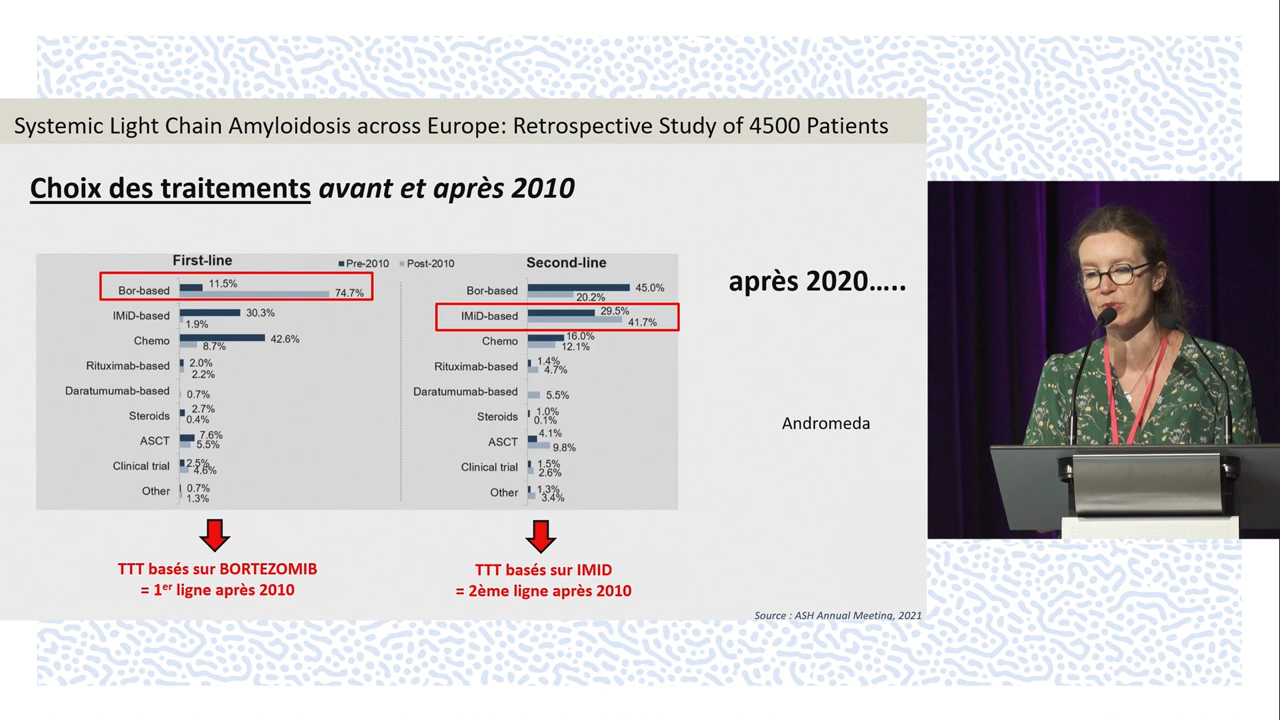 Systemic Light Chain Amyloidosis across Europe: Retrospective Study of 4500 Patients
Choix des traitements avant et après 2010
First-line
Pre-2010 Post-2010
Bor-based 11.5% 74.7%
IMiD-based 30.3% 1.9%
Chemo 42.6% 8.7%
Rituximab-based 2.0% 2.2%
Daratumumab-based 0.7%
Steroids 2.7% 0.4%
ASCT 7.6% 5.5%
Clinical trial 2.5% 4.6%
Other 0.7% 1.3%
Second-line
Bor-based 45.0% 20.2%
IMiD-based 29.5% 41.7%
Chemo 16.0% 12.1%
Rituximab-based 1.4% 4.7%
Daratumumab-based 5.5%
Steroids 1.0% 0.1%
ASCT 4.1% 9.8%
Clinical trial 1.5% 2.6%
Other 1.3% 3.4%
TTT basés sur BORTEZOMIB
= 1er ligne après 2010
TTT basés sur IMID
= 2ème ligne après 2010
après 2020.....
Andromeda
Source : ASH Annual Meeting, 2021